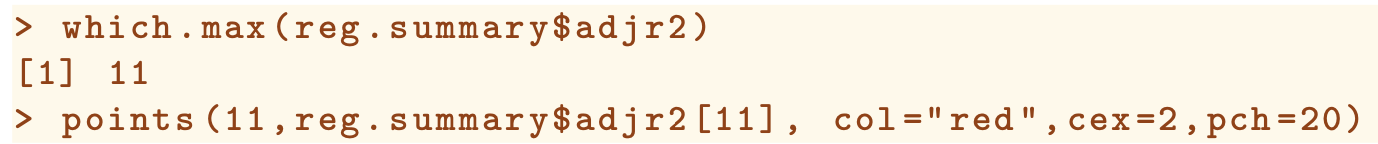 > which.max(reg.summary$adjr2)
[1] 11
> points(11,reg.summary$adjr2[11], col="red",cex=2,pch=20)